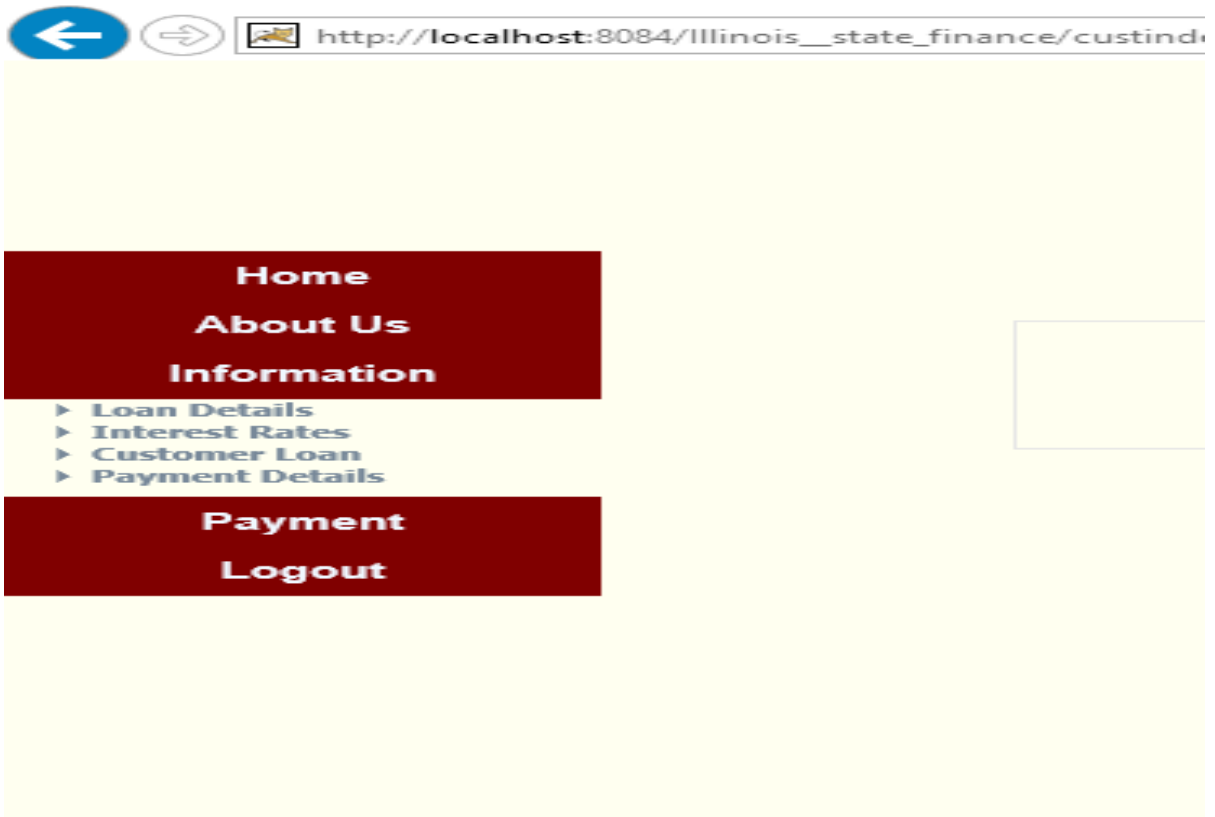 http://localhost:8084/Illinois__state_finance/custind
Home
About Us
Information
Loan Details
Interest Rates
Customer Loan
Payment Details
Payment
Logout